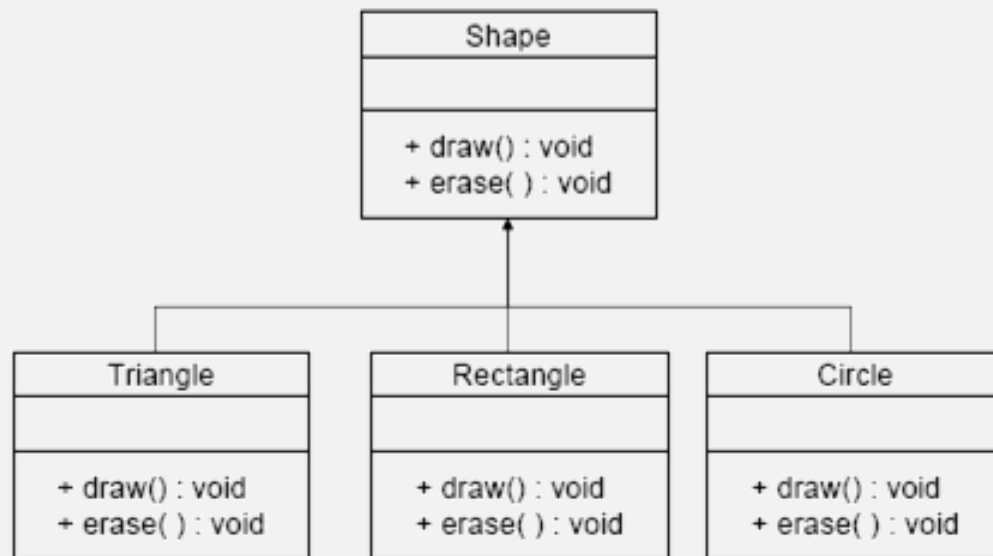 Shape
+ draw() : void
+ erase( ) : void
Triangle
+ draw() : void
+ erase( ) : void
Rectangle
+ draw() : void
+ erase( ) : void
Circle
+ draw() : void
+ erase( ) : void